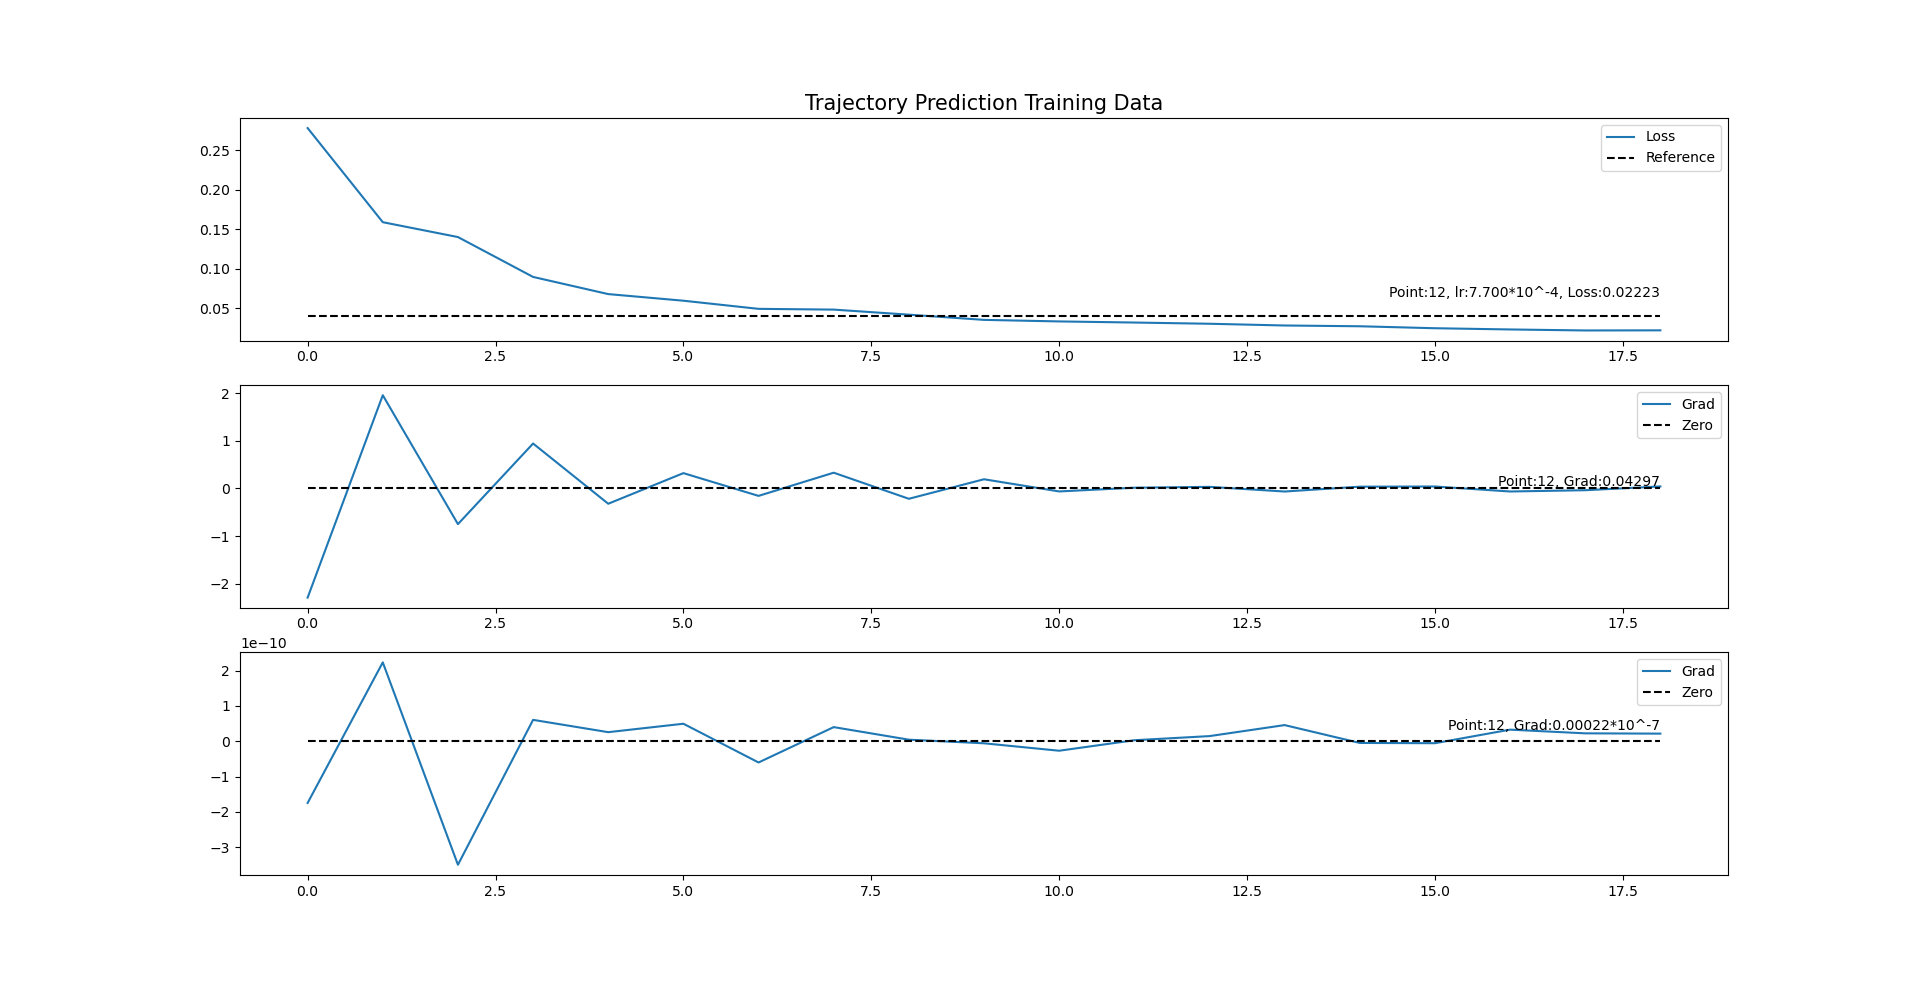 Trajectory Prediction Training Data
Loss
Reference
0.25
0.20
0.15
0.10
0.05
Point:12, lr:7.700*10^-4, Loss:0.02223
0.0 2.5 5.0 7.5 10.0 12.5 15.0 17.5
Grad
Zero
2
1
0
−1
−2
Point:12, Grad:0.04297
0.0 2.5 5.0 7.5 10.0 12.5 15.0 17.5
1e−10
Grad
Zero
2
1
0
−1
−2
−3
Point:12, Grad:0.00022*10^-7
0.0 2.5 5.0 7.5 10.0 12.5 15.0 17.5